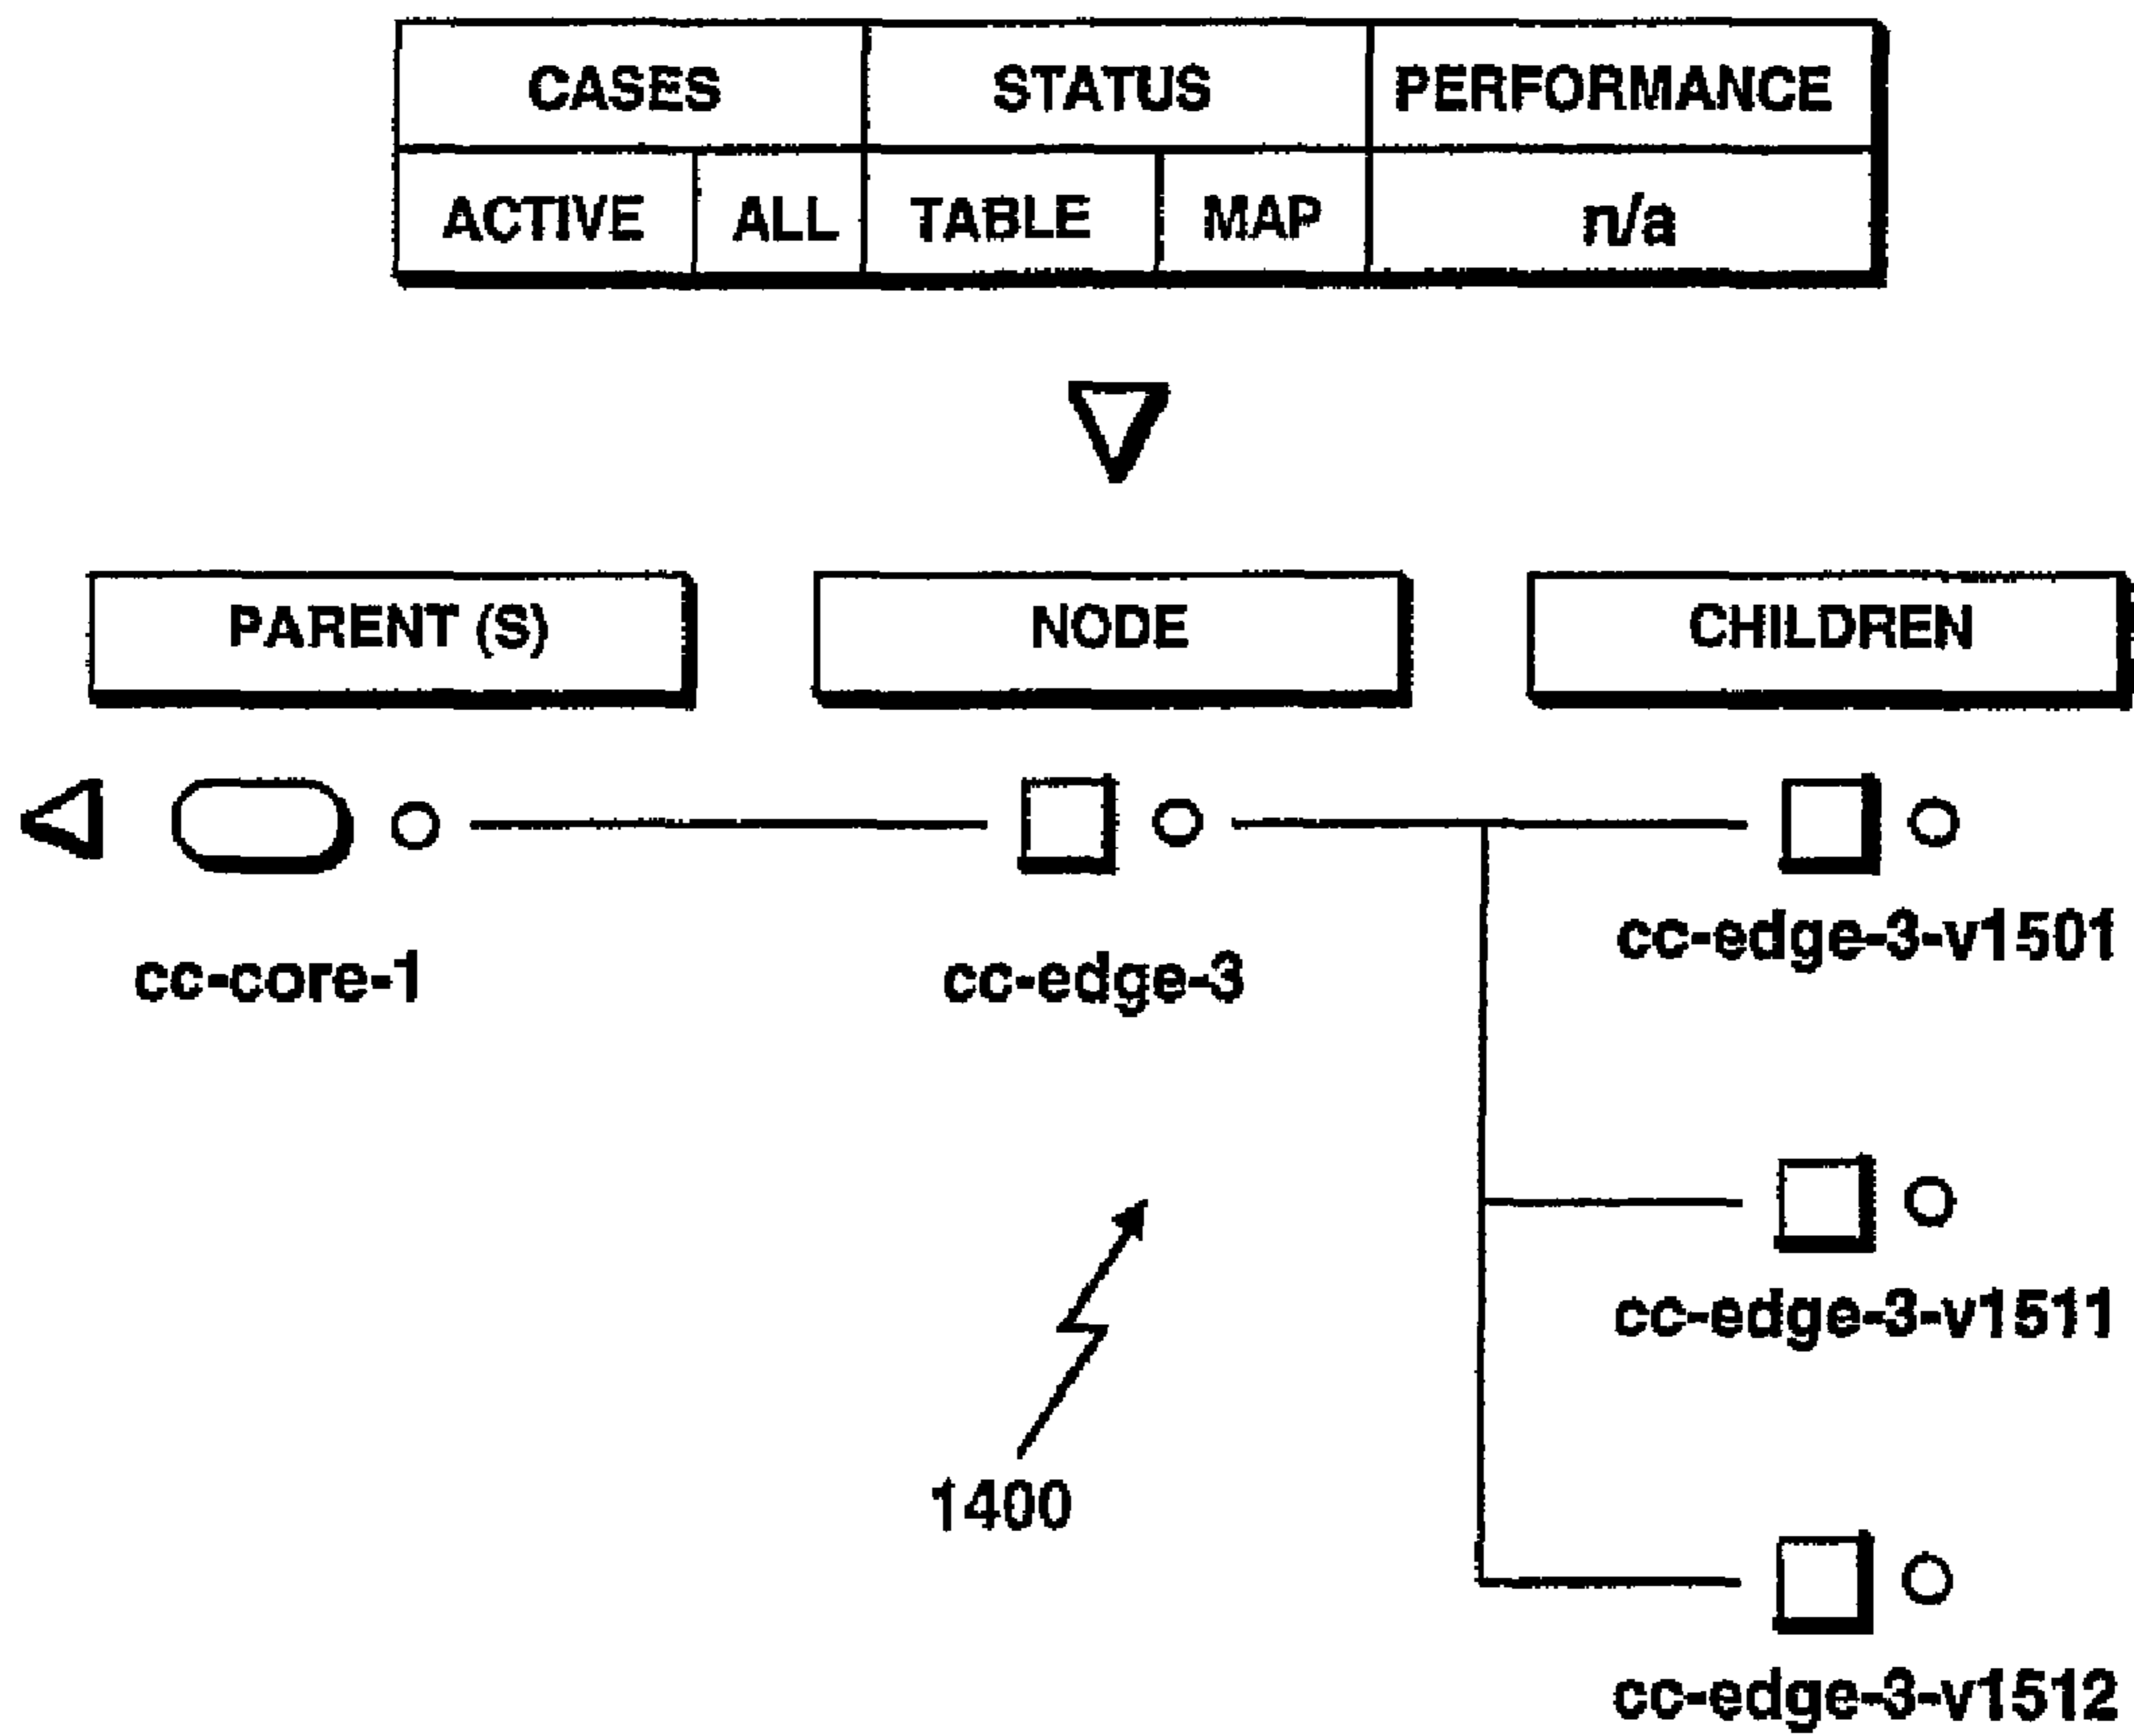 CASES STATUS PERFORMANCE
ACTIVE ALL TABLE MAP n/a
PARENT (S) NODE CHILDREN
cc-core-1 cc-edge-3 cc-edge-3-v1501
cc-edge-3-v1511
1400
cc-edge-3-v1512